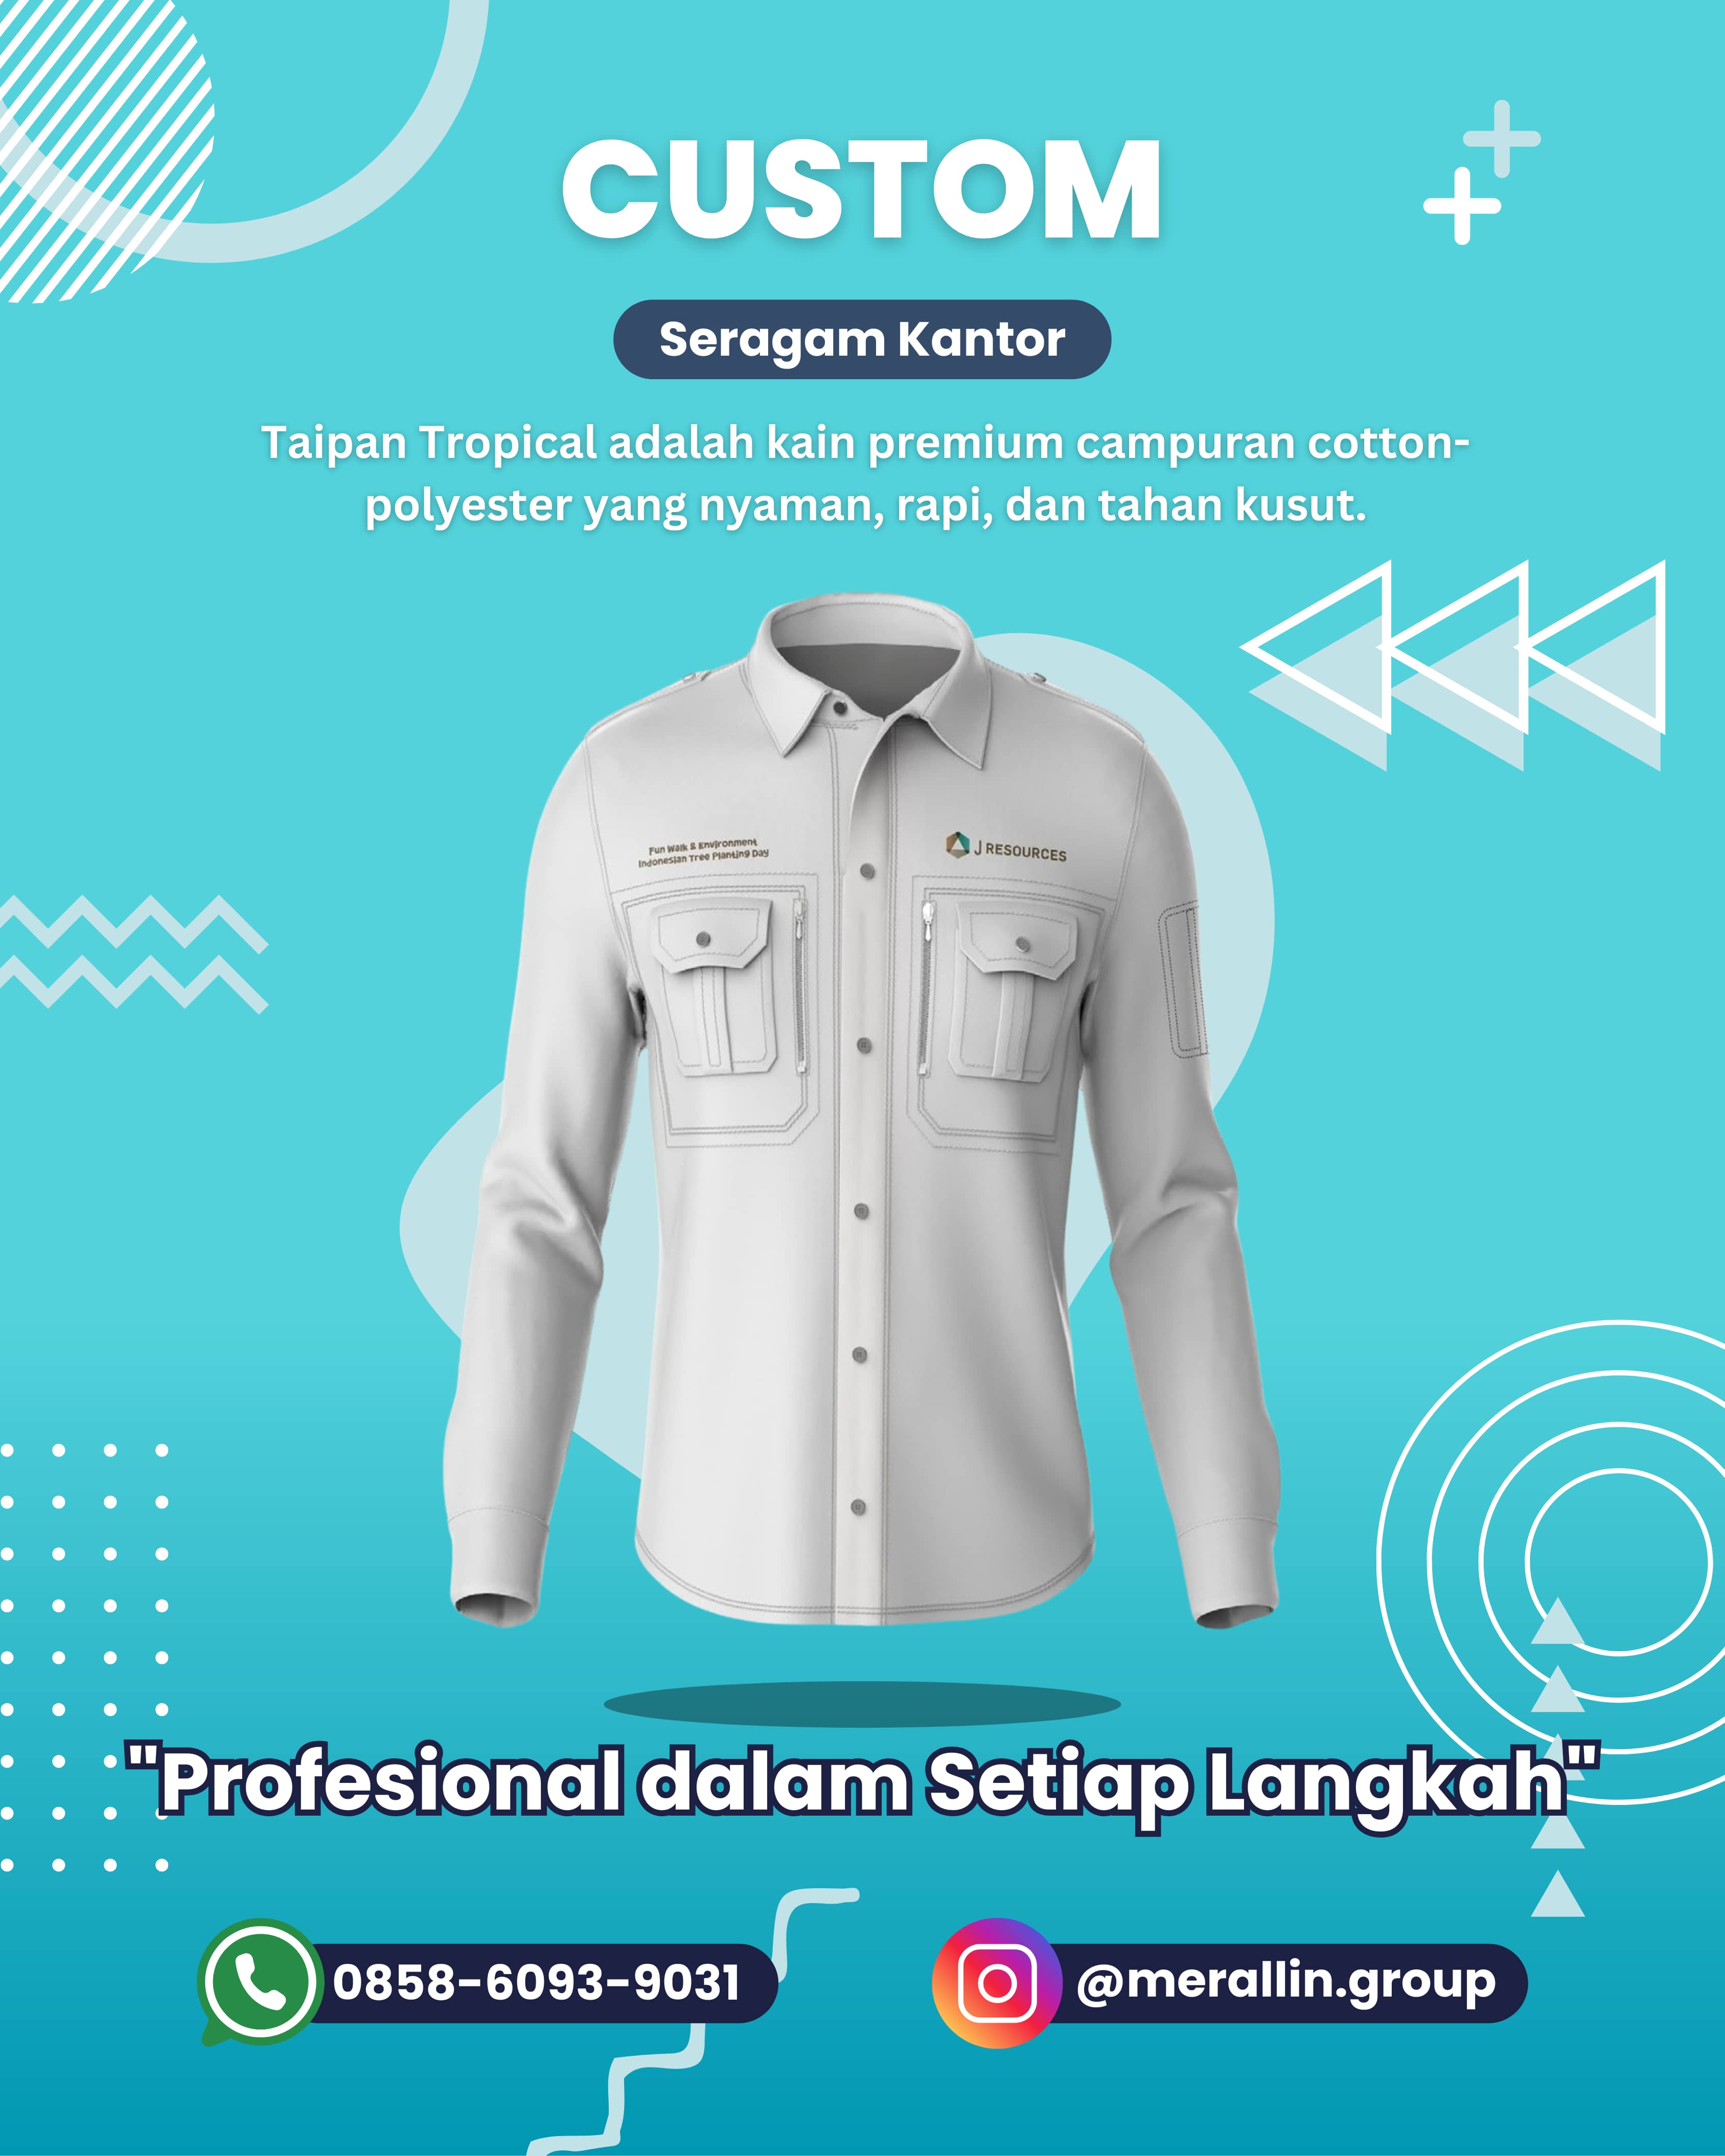 CUSTOM
Seragam Kantor
Taipan Tropical adalah kain premium campuran cotton-
polyester yang nyaman, rapi, dan tahan kusut.
Fun Walk & Environment
Indonesian Tree Planting Day
J RESOURCES
"Profesional dalam Setiap Langkah"
0858-6093-9031
@merallin.group